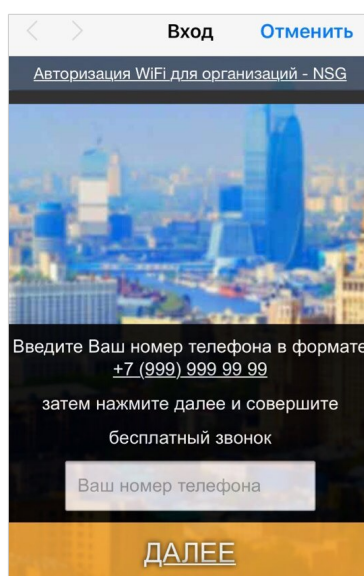 Вход Отменить
Авторизация WiFi для организаций - NSG
Введите Ваш номер телефона в формате
+7 (999) 999 99 99
затем нажмите далее и совершите
бесплатный звонок
Ваш номер телефона
ДАЛЕЕ